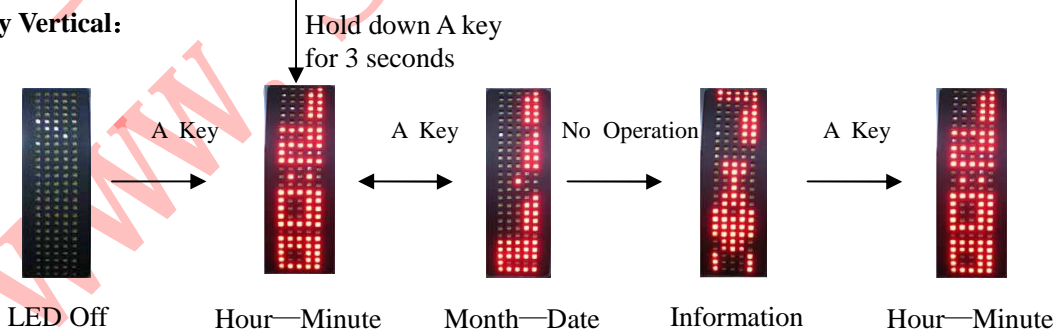 y Vertical：
Hold down A key
for 3 seconds
A Key
A Key
No Operation
A Key
LED Off
Hour—Minute
Month—Date
Information
Hour—Minute
www.